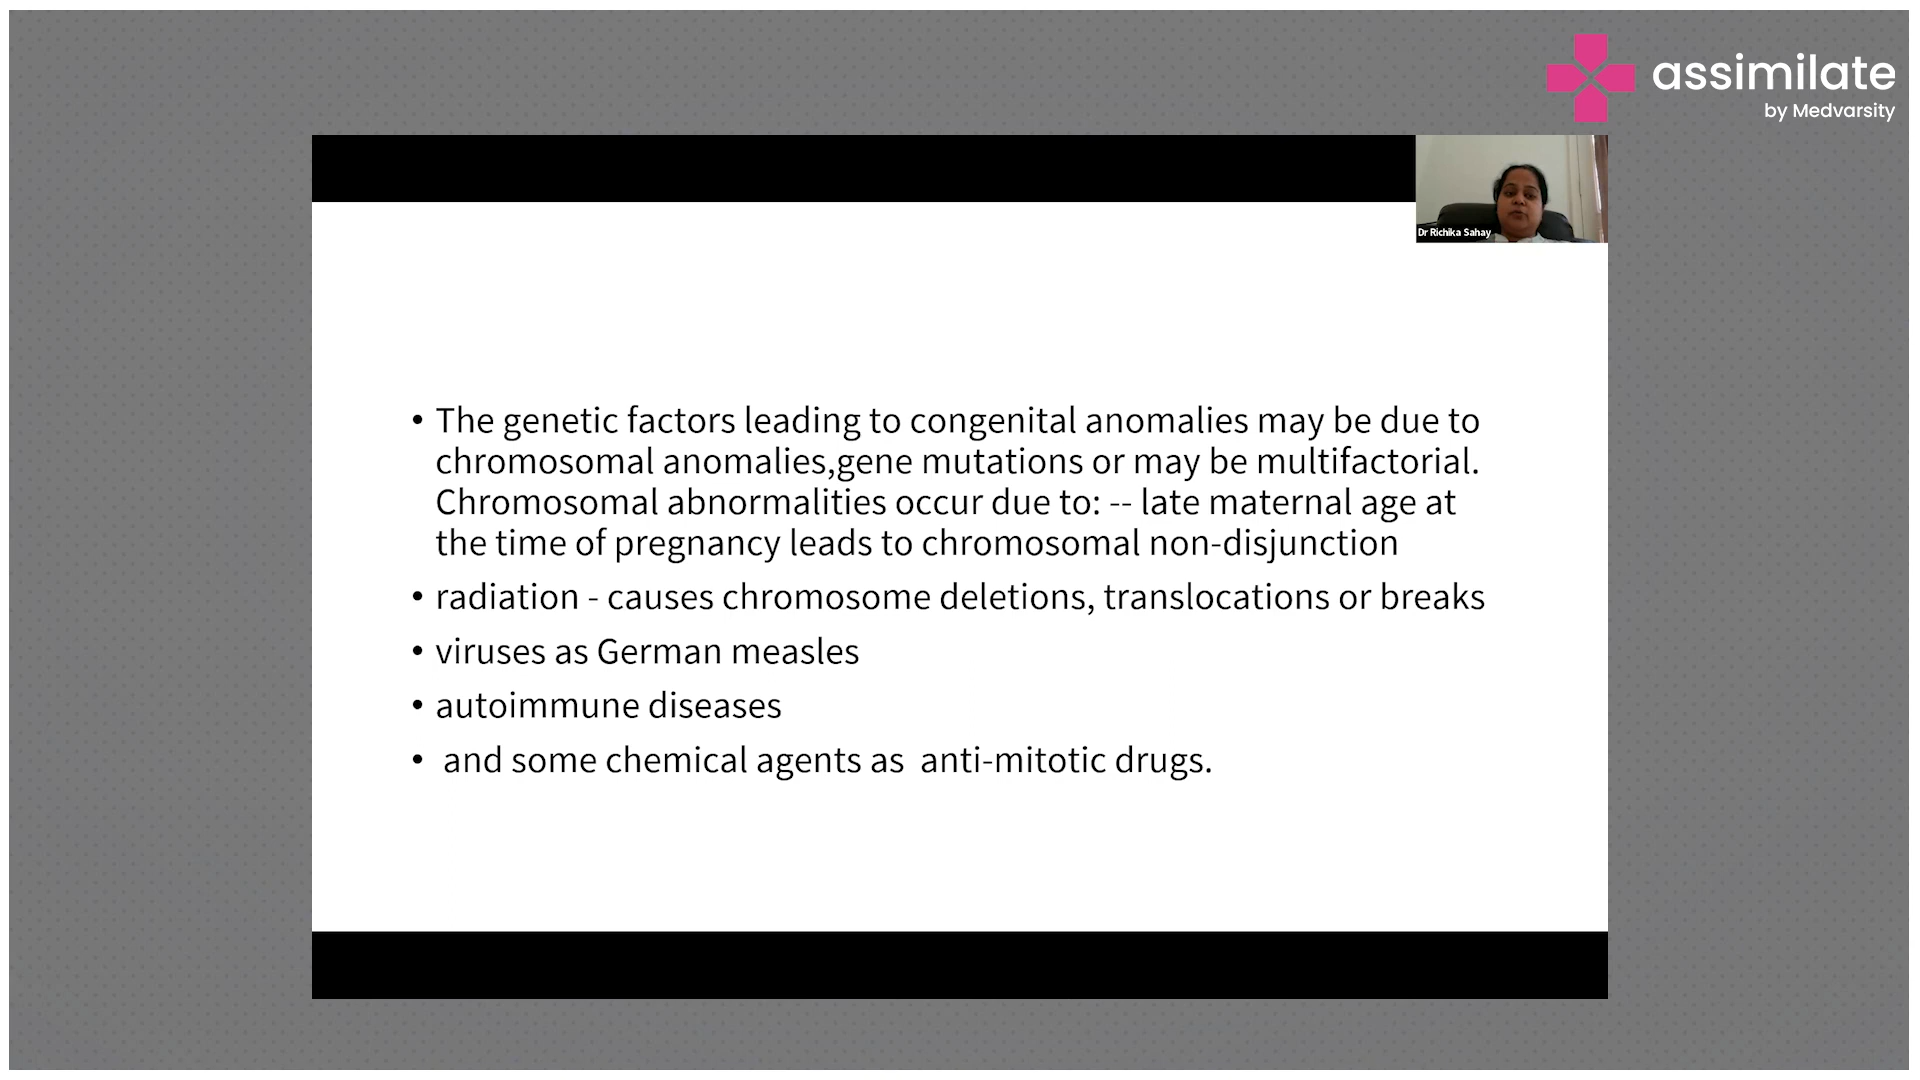 assimilate
by Medvarsity
Dr Richika Sahay
• The genetic factors leading to congenital anomalies may be due to
chromosomal anomalies,gene mutations or may be multifactorial.
Chromosomal abnormalities occur due to: -- late maternal age at
the time of pregnancy leads to chromosomal non-disjunction
• radiation - causes chromosome deletions, translocations or breaks
• viruses as German measles
• autoimmune diseases
• and some chemical agents as  anti-mitotic drugs.